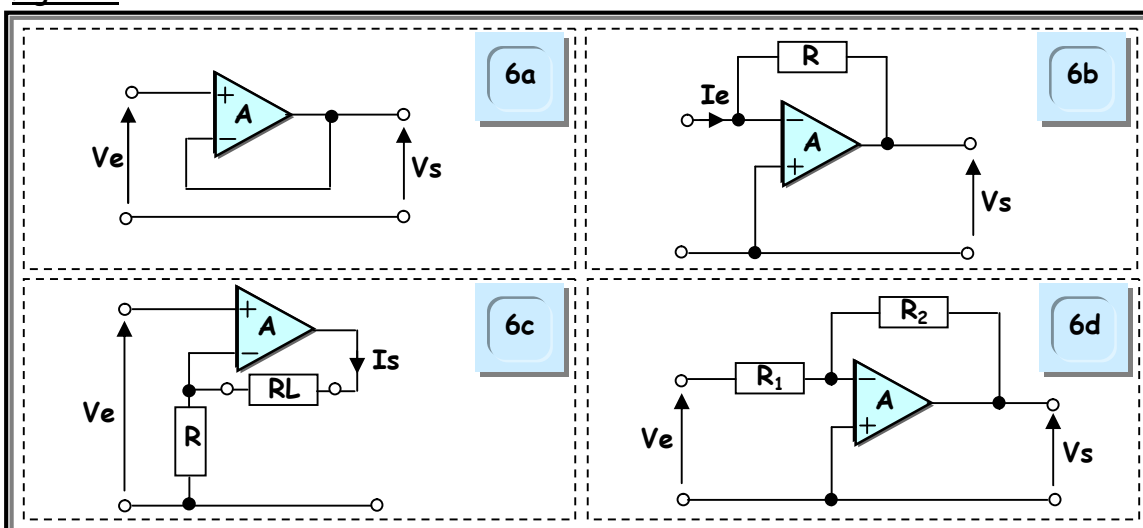 6a
+
A
−
Ve
Vs
6b
R
Ie
−
A
+
Vs
6c
+
A
−
Is
RL
Ve
R
6d
R₂
R₁
−
A
+
Ve
Vs